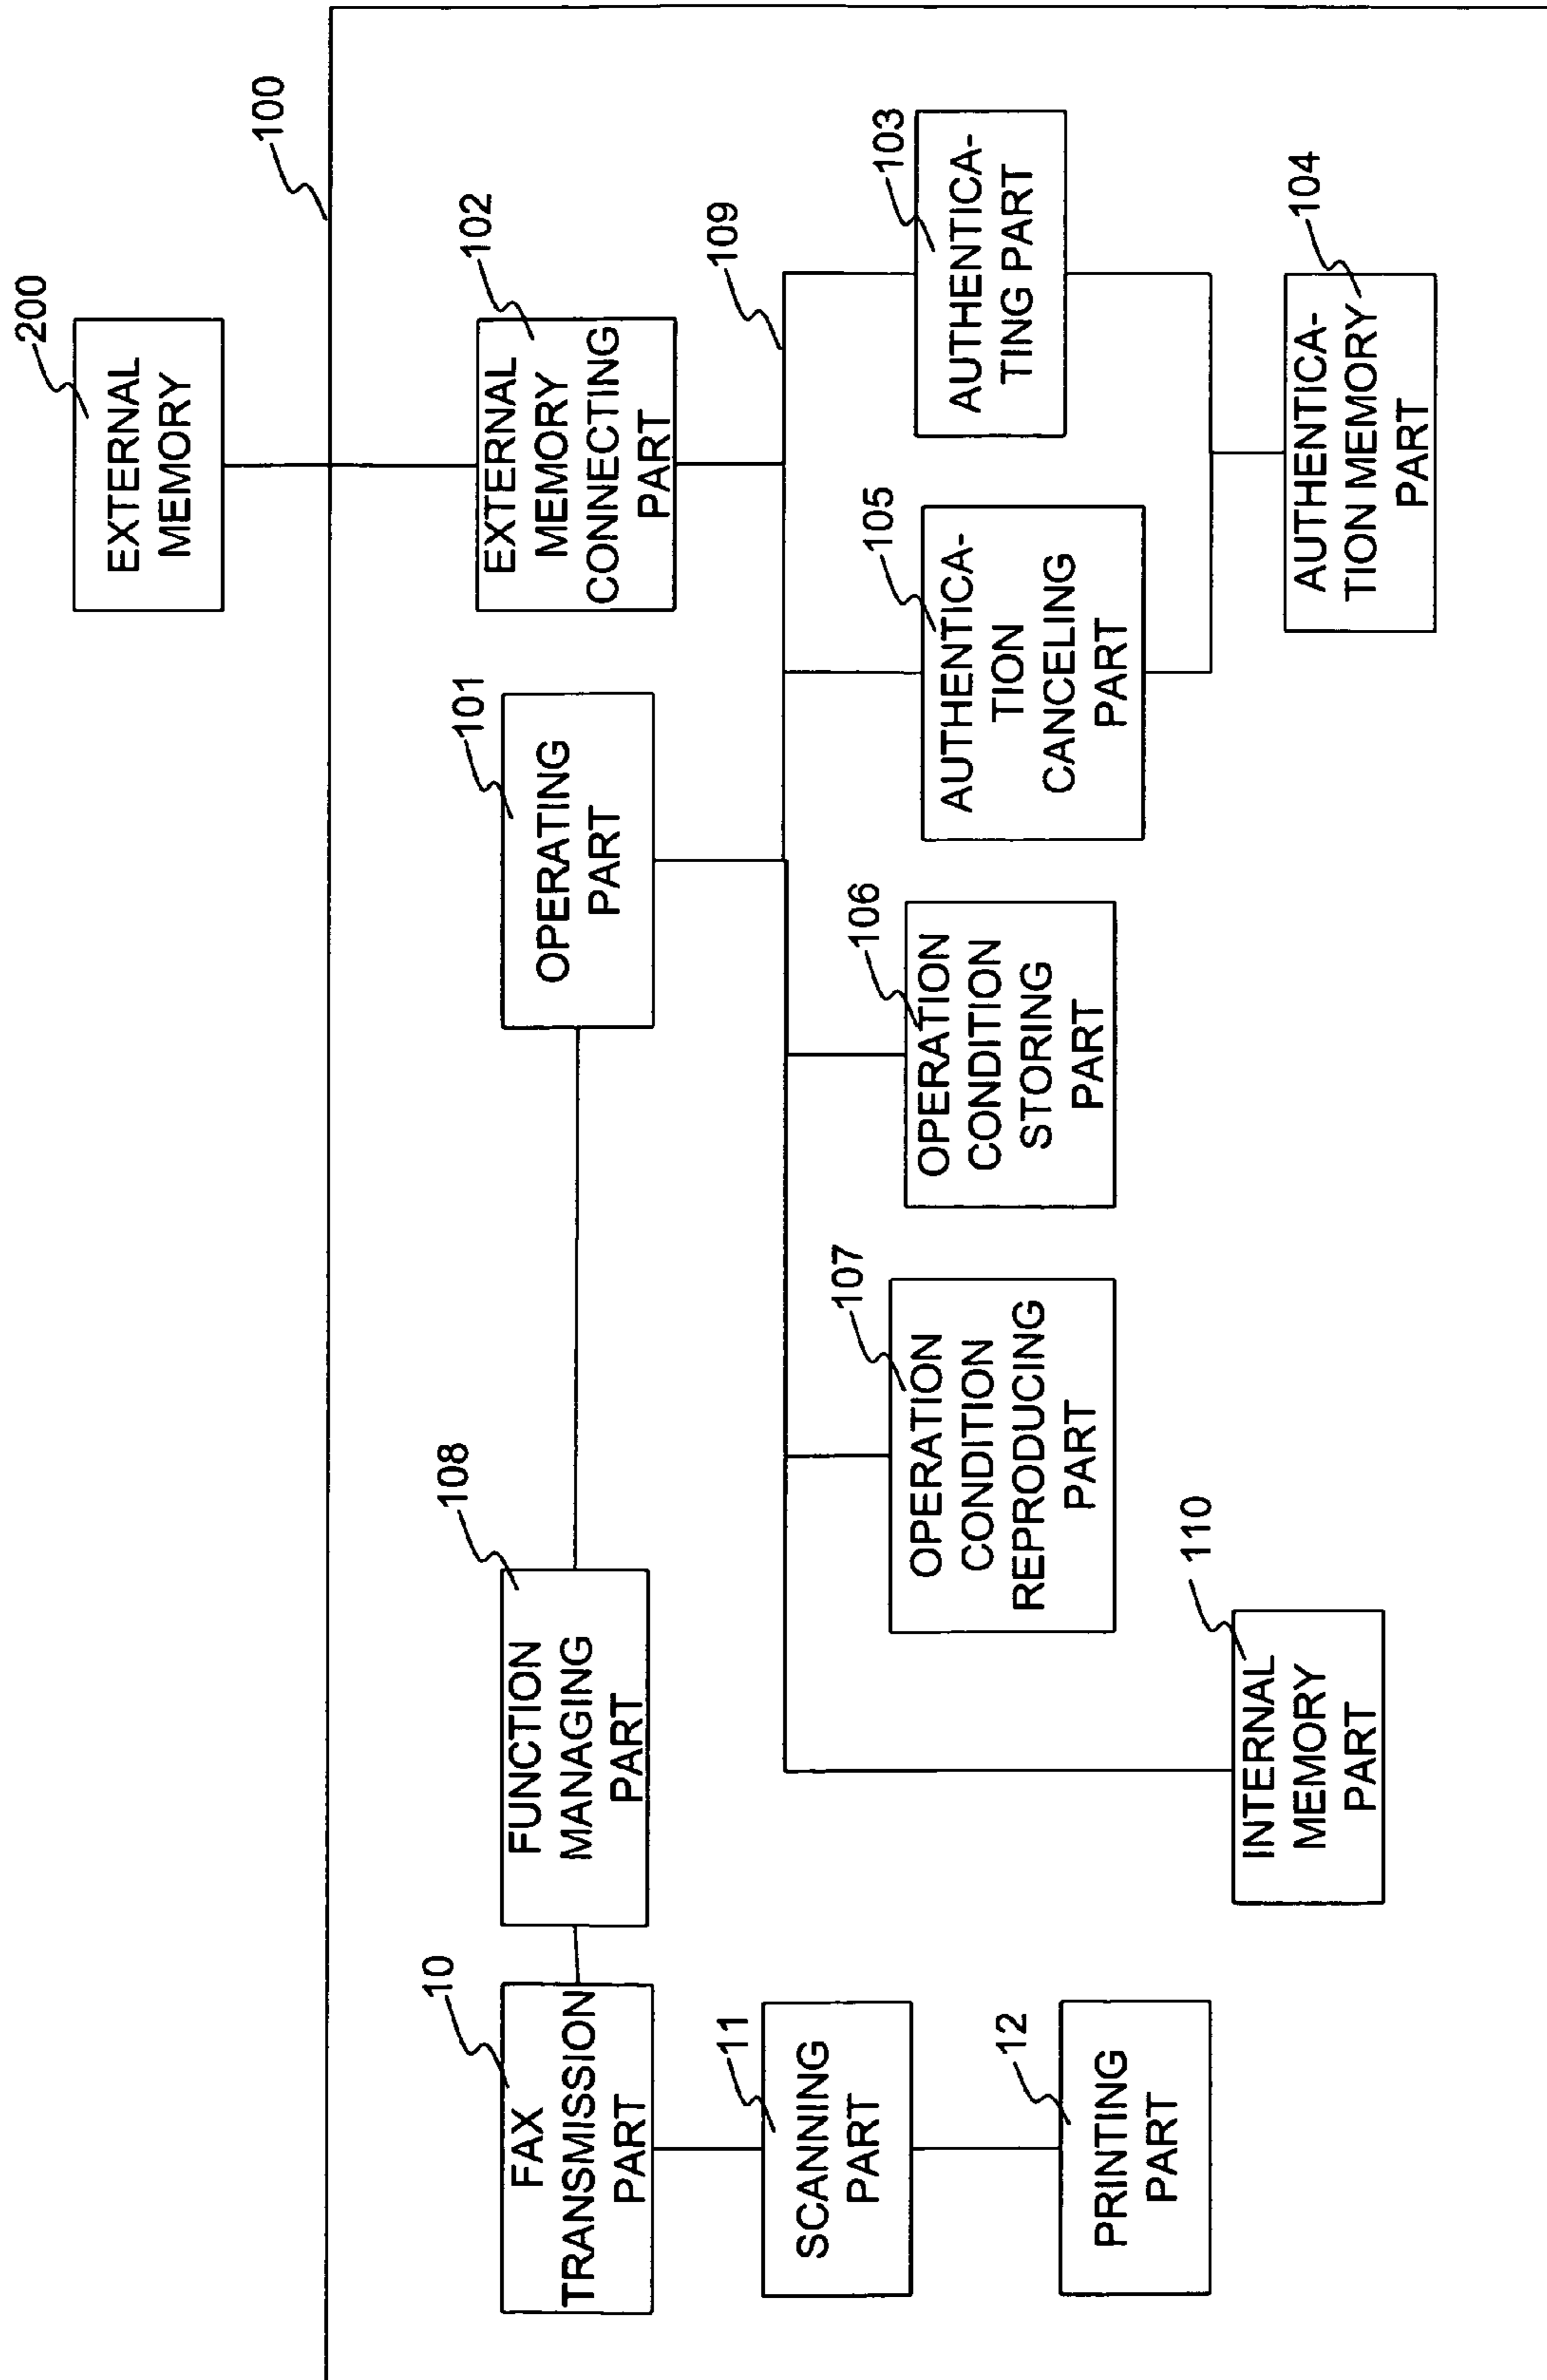 200
EXTERNAL
MEMORY
100
10
FAX
TRANSMISSION
PART
108
FUNCTION
MANAGING
PART
101
OPERATING
PART
102
EXTERNAL
MEMORY
CONNECTING
PART
109
11
SCANNING
PART
12
PRINTING
PART
107
OPERATION
CONDITION
REPRODUCING
PART
106
OPERATION
CONDITION
STORING
PART
105
AUTHENTICA-
TION
CANCELING
PART
103
AUTHENTICA-
TING PART
110
INTERNAL
MEMORY
PART
104
AUTHENTICA-
TION MEMORY
PART